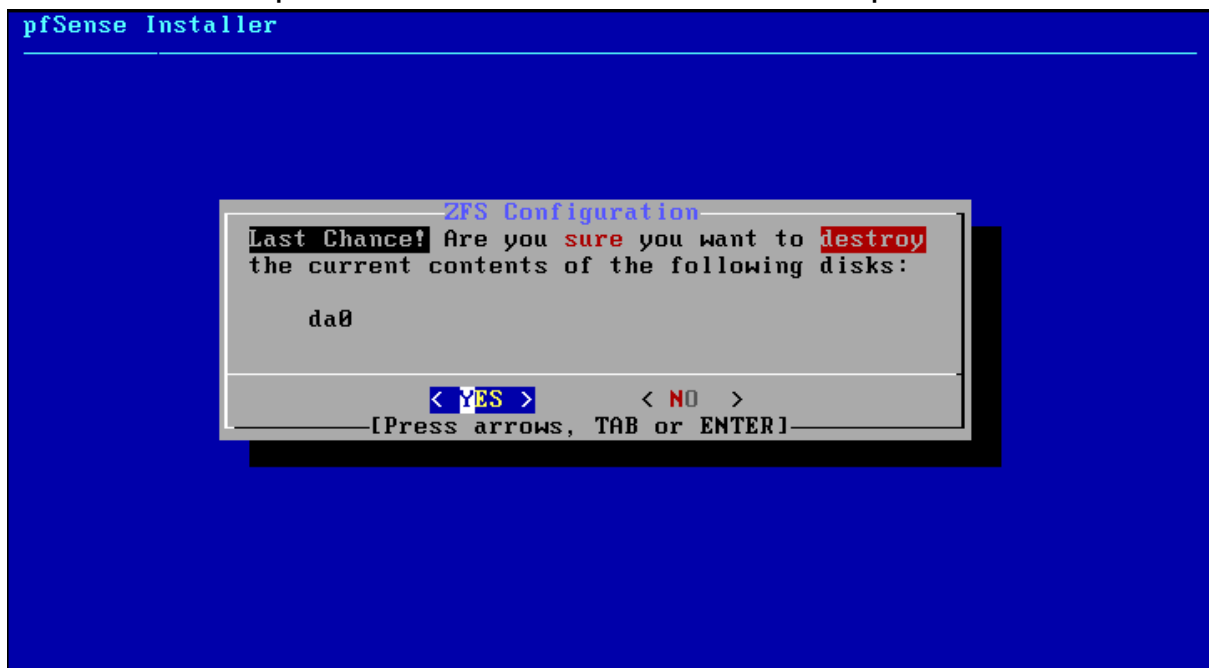 pfSense Installer
ZFS Configuration
Last Chance! Are you sure you want to destroy
the current contents of the following disks:
da0
< YES > < NO >
[Press arrows, TAB or ENTER]